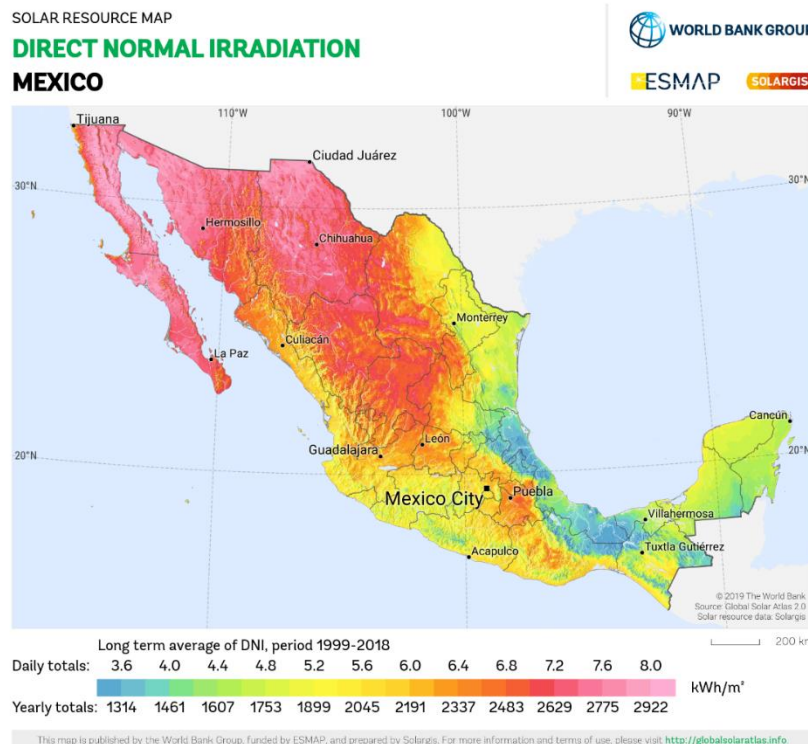 SOLAR RESOURCE MAP
DIRECT NORMAL IRRADIATION
MEXICO
WORLD BANK GROUP
ESMAP
SOLARGIS
110°W
100°W
90°W
Tijuana
Ciudad Juárez
30°N
30°N
Hermosillo
Chihuahua
Monterrey
Culiacán
La Paz
Cancún
20°N
León
20°N
Guadalajara
Mexico City
Puebla
Villahermosa
Tuxtla Gutiérrez
Acapulco
© 2019 The World Bank
Source: Global Solar Atlas 2.0
Solar resource data: Solargis
Long term average of DNI, period 1999-2018
200 km
Daily totals: 3.6 4.0 4.4 4.8 5.2 5.6 6.0 6.4 6.8 7.2 7.6 8.0
kWh/m²
Yearly totals: 1314 1461 1607 1753 1899 2045 2191 2337 2483 2629 2775 2922
This map is published by the World Bank Group, funded by ESMAP, and prepared by Solargis. For more information and terms of use, please visit http://globalsolaratlas.info.